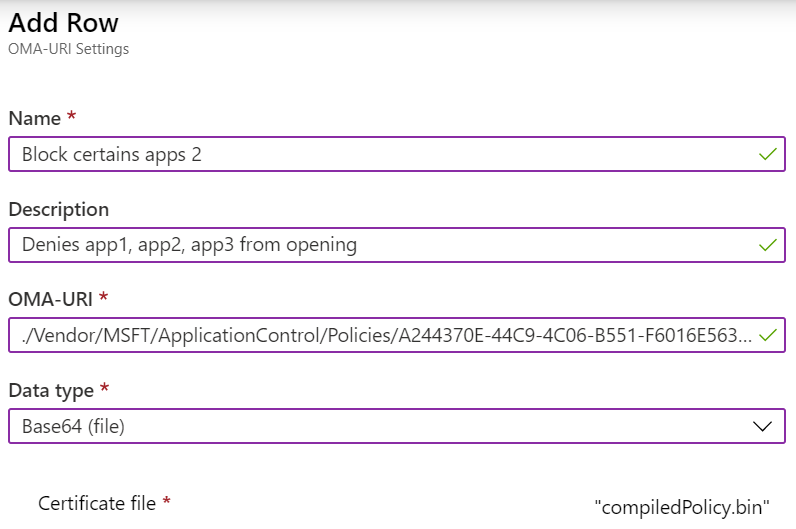 Add Row
OMA-URI Settings
Name *
Block certains apps 2
Description
Denies app1, app2, app3 from opening
OMA-URI *
./Vendor/MSFT/ApplicationControl/Policies/A244370E-44C9-4C06-B551-F6016E563...
Data type *
Base64 (file)
Certificate file *
"compiledPolicy.bin"